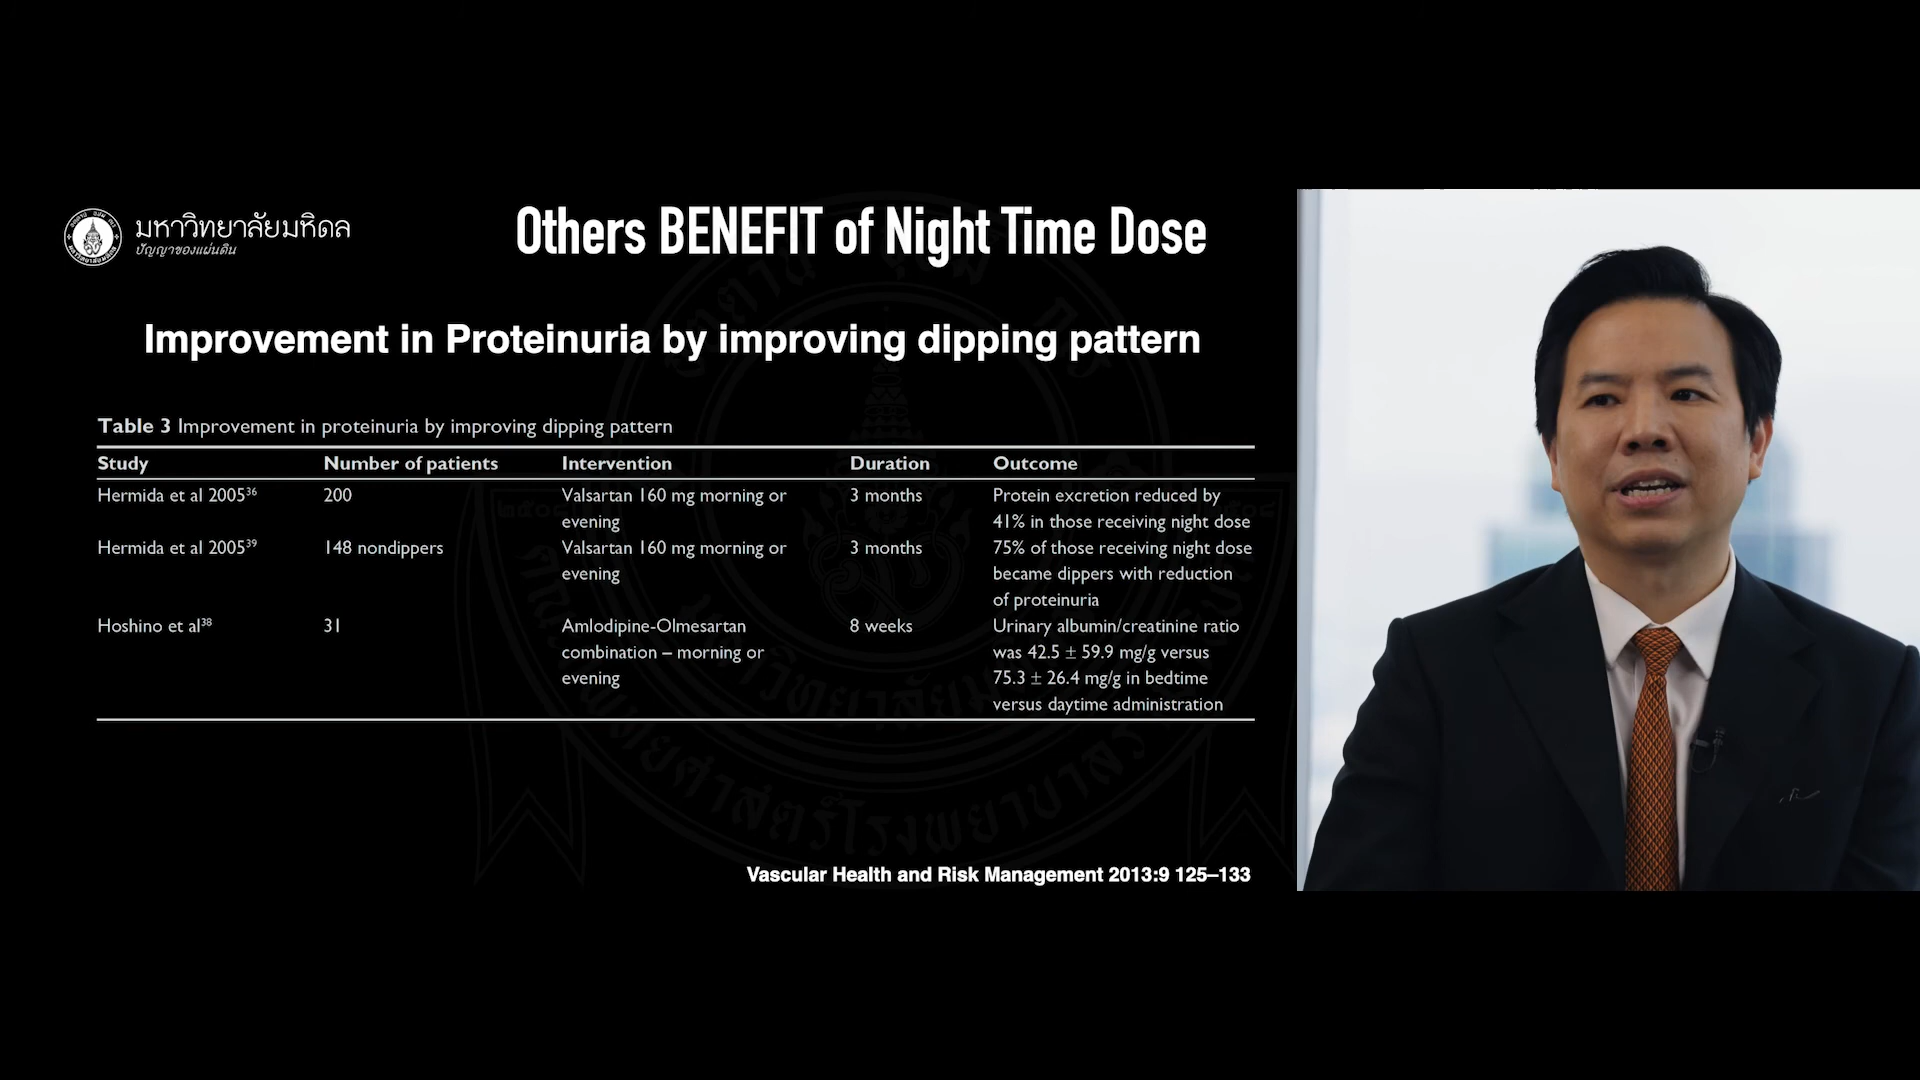 มหาวิทยาลัยมหิดล
ปัญญาของแผ่นดิน
Others BENEFIT of Night Time Dose
Improvement in Proteinuria by improving dipping pattern
Table 3 Improvement in proteinuria by improving dipping pattern
Study Number of patients Intervention Duration Outcome
Hermida et al 2005³⁶ 200 Valsartan 160 mg morning or 3 months Protein excretion reduced by
evening 41% in those receiving night dose
Hermida et al 2005³⁹ 148 nondippers Valsartan 160 mg morning or 3 months 75% of those receiving night dose
evening became dippers with reduction
of proteinuria
Hoshino et al³⁸ 31 Amlodipine-Olmesartan 8 weeks Urinary albumin/creatinine ratio
combination – morning or was 42.5 ± 59.9 mg/g versus
evening 75.3 ± 26.4 mg/g in bedtime
versus daytime administration
Vascular Health and Risk Management 2013:9 125–133